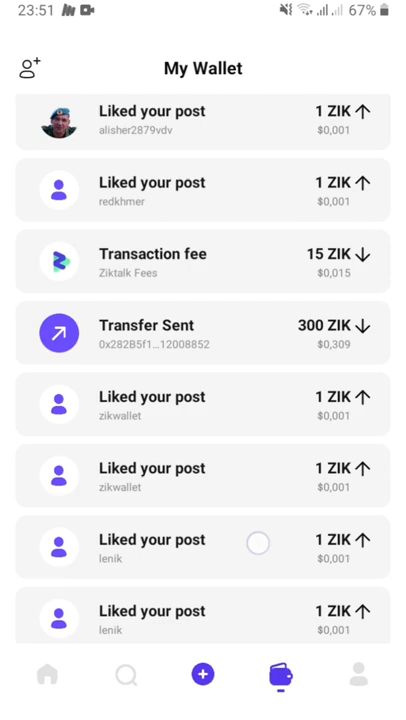 23:51 67%
My Wallet
Liked your post 1 ZIK
alisher2879vdv $0,001
Liked your post 1 ZIK
redkhmer $0,001
Transaction fee 15 ZIK
Ziktalk Fees $0,015
Transfer Sent 300 ZIK
0x282B5f1...12008852 $0,309
Liked your post 1 ZIK
zikwallet $0,001
Liked your post 1 ZIK
zikwallet $0,001
Liked your post 1 ZIK
lenik $0,001
Liked your post 1 ZIK
lenik $0,001